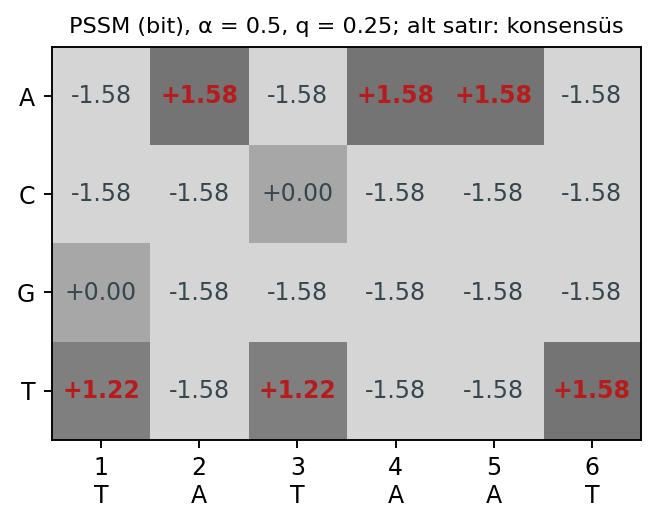 PSSM (bit), α = 0.5, q = 0.25; alt satır: konsensüs
A -1.58 +1.58 -1.58 +1.58 +1.58 -1.58
C -1.58 -1.58 +0.00 -1.58 -1.58 -1.58
G +0.00 -1.58 -1.58 -1.58 -1.58 -1.58
T +1.22 -1.58 +1.22 -1.58 -1.58 +1.58
1 2 3 4 5 6
T A T A A T